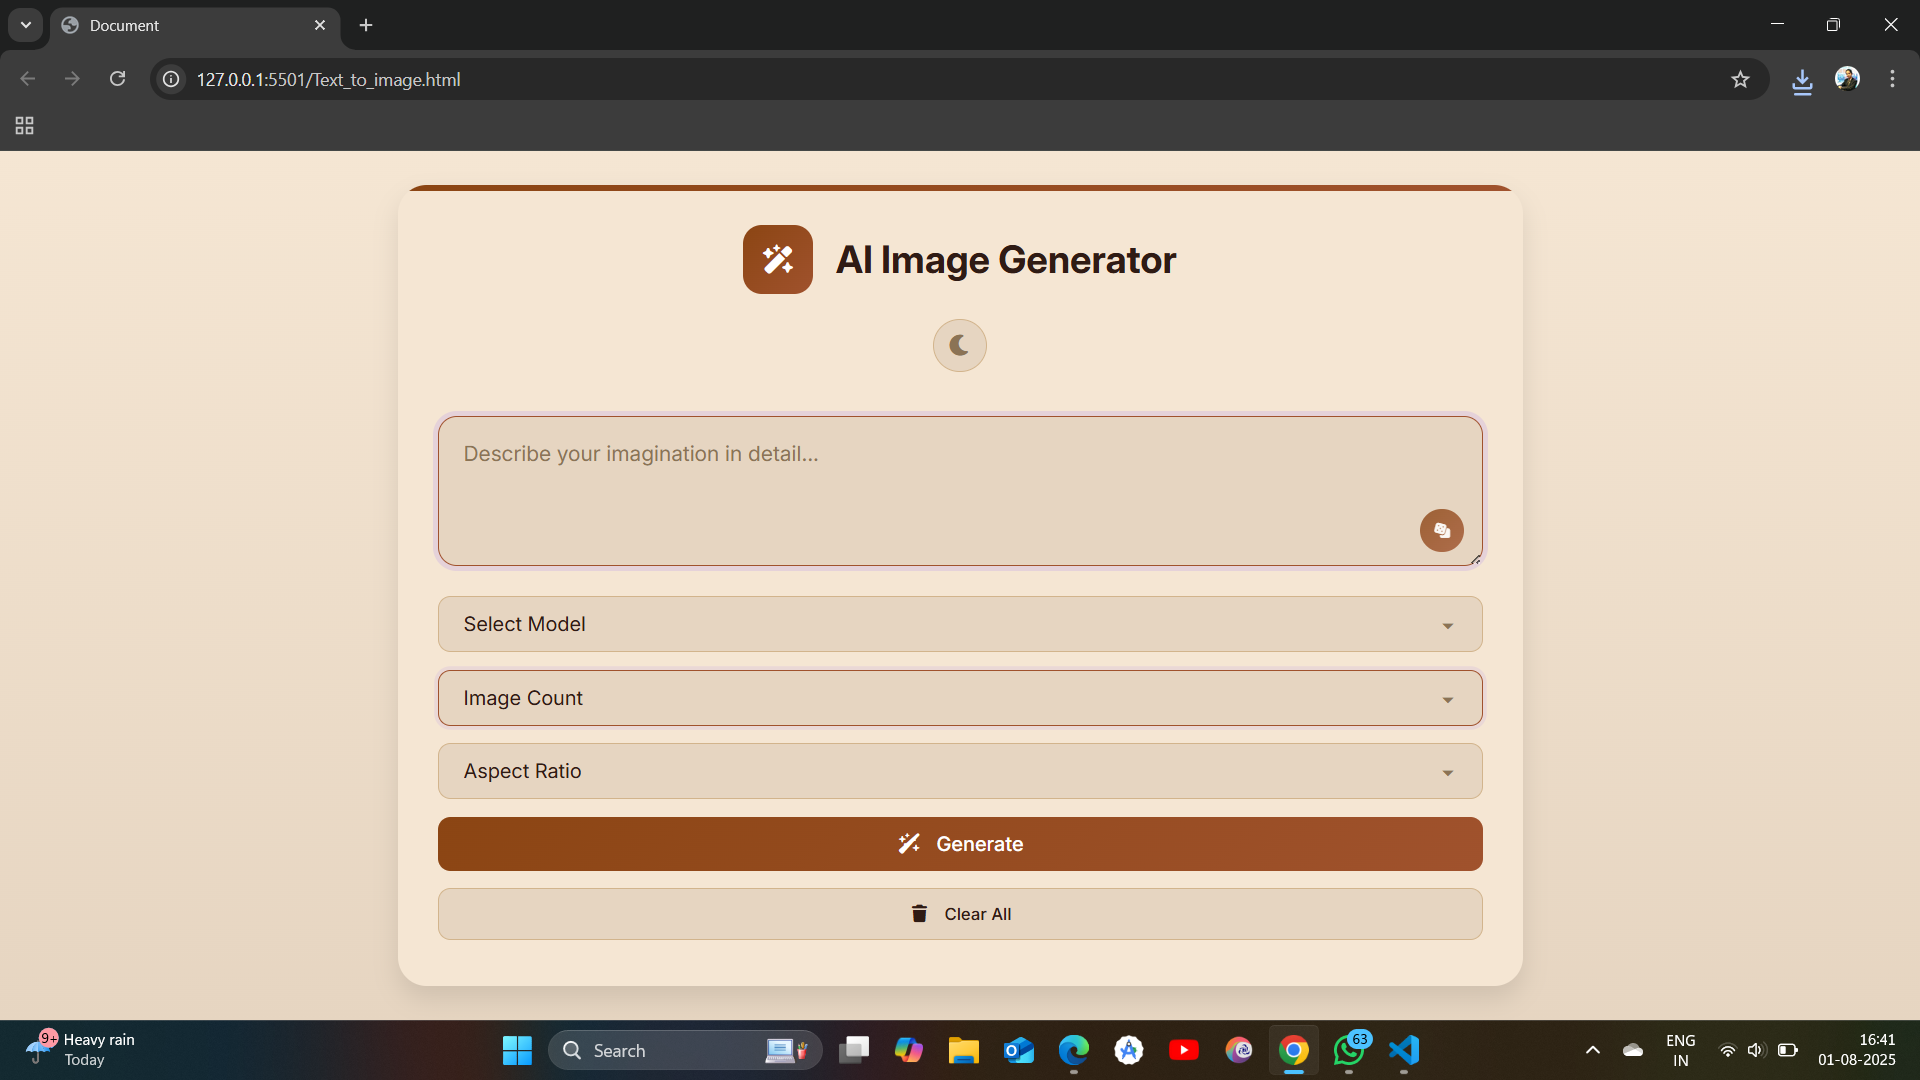 Document
127.0.0.1:5501/Text_to_image.html
AI Image Generator
Describe your imagination in detail...
Select Model
Image Count
Aspect Ratio
Generate
Clear All
9+
Heavy rain
Today
Search
63
ENG
IN
16:41
01-08-2025